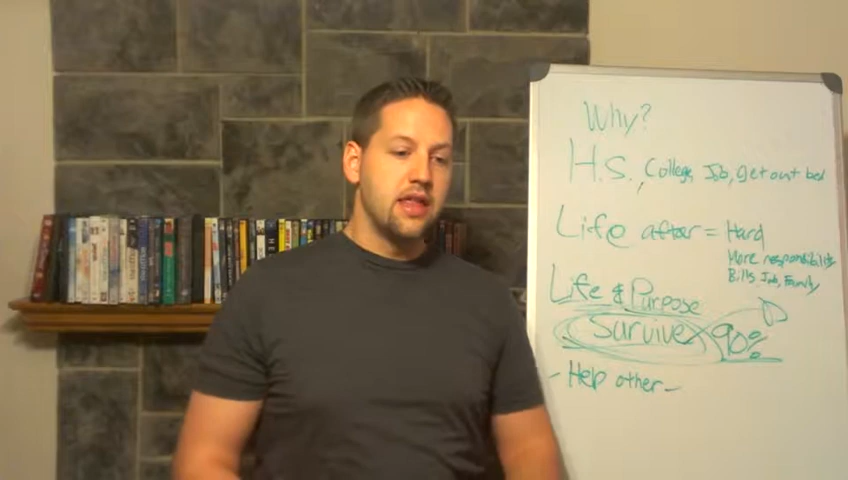 Why?
H.S., College, Job, get out bed
Life after = Hard
More responsibility
Bills, Job, Family
Life & Purpose
Survive 90%
- Help other -